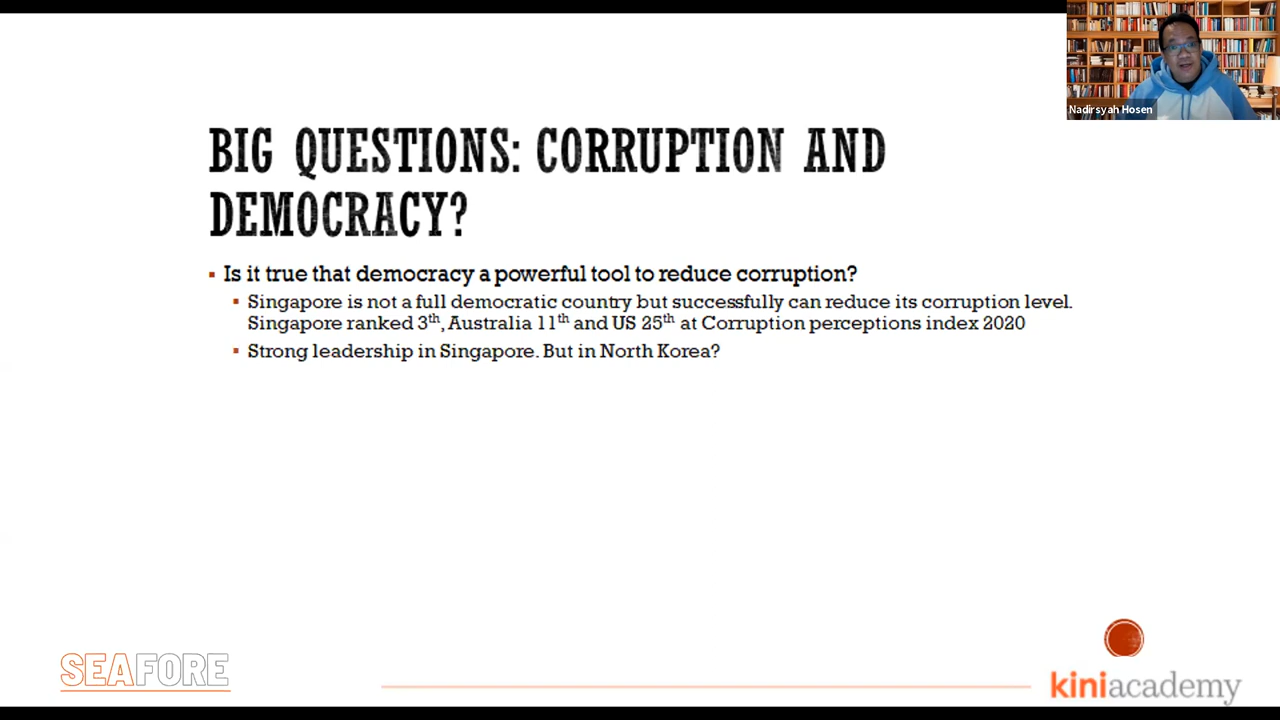 Nadirsyah Hosen
BIG QUESTIONS: CORRUPTION AND
DEMOCRACY?
▪ Is it true that democracy a powerful tool to reduce corruption?
▪ Singapore is not a full democratic country but successfully can reduce its corruption level.
Singapore ranked 3th, Australia 11th and US 25th at Corruption perceptions index 2020
▪ Strong leadership in Singapore. But in North Korea?
SEAFORE
kiniacademy